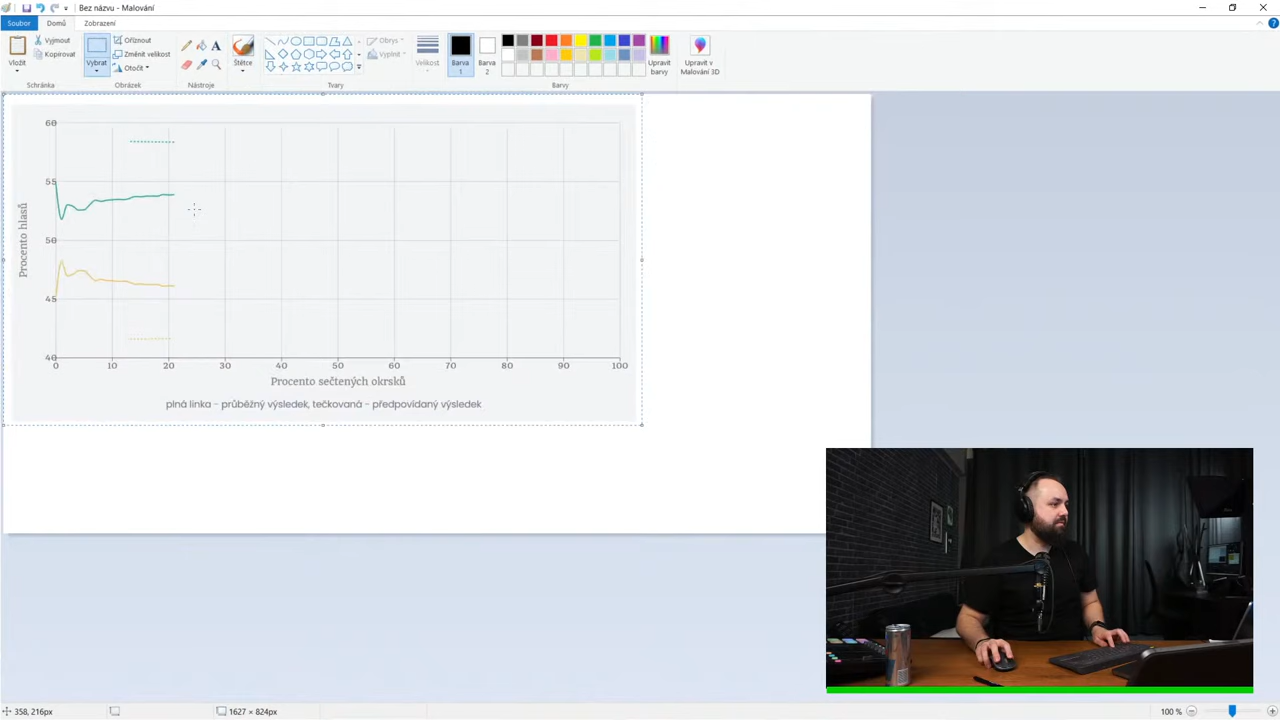 Bez názvu - Malování
Soubor Domů Zobrazení
Vložit
Vyjmout
Kopírovat
Schránka
Vybrat
Oříznout
Změnit velikost
Otočit
Obrázek
Nástroje
Štětce
Obrys
Vyplnit
Tvary
Velikost
Barva
1
Barva
2
Upravit
barvy
Barvy
Upravit v
Malování 3D
60
55
50
45
40
Procento hlasů
0 10 20 30 40 50 60 70 80 90 100
Procento sečtených okrsků
plná linka - průběžný výsledek, tečkovaná - předpovídaný výsledek
358, 216px
1627 × 824px
100 %